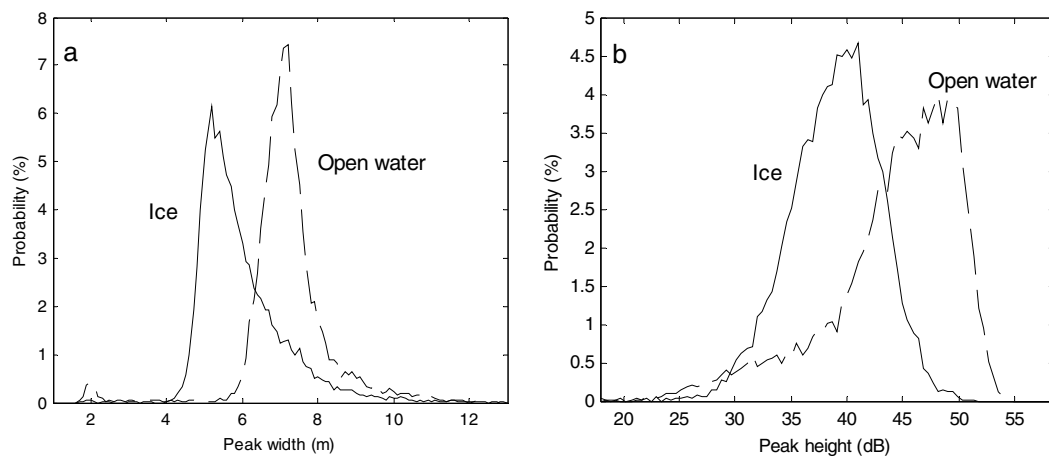 a
Ice
Open water
Probability (%)
8
7
6
5
4
3
2
1
0
2 4 6 8 10 12
Peak width (m)
b
Ice
Open water
Probability (%)
5
4.5
4
3.5
3
2.5
2
1.5
1
0.5
0
20 25 30 35 40 45 50 55
Peak height (dB)